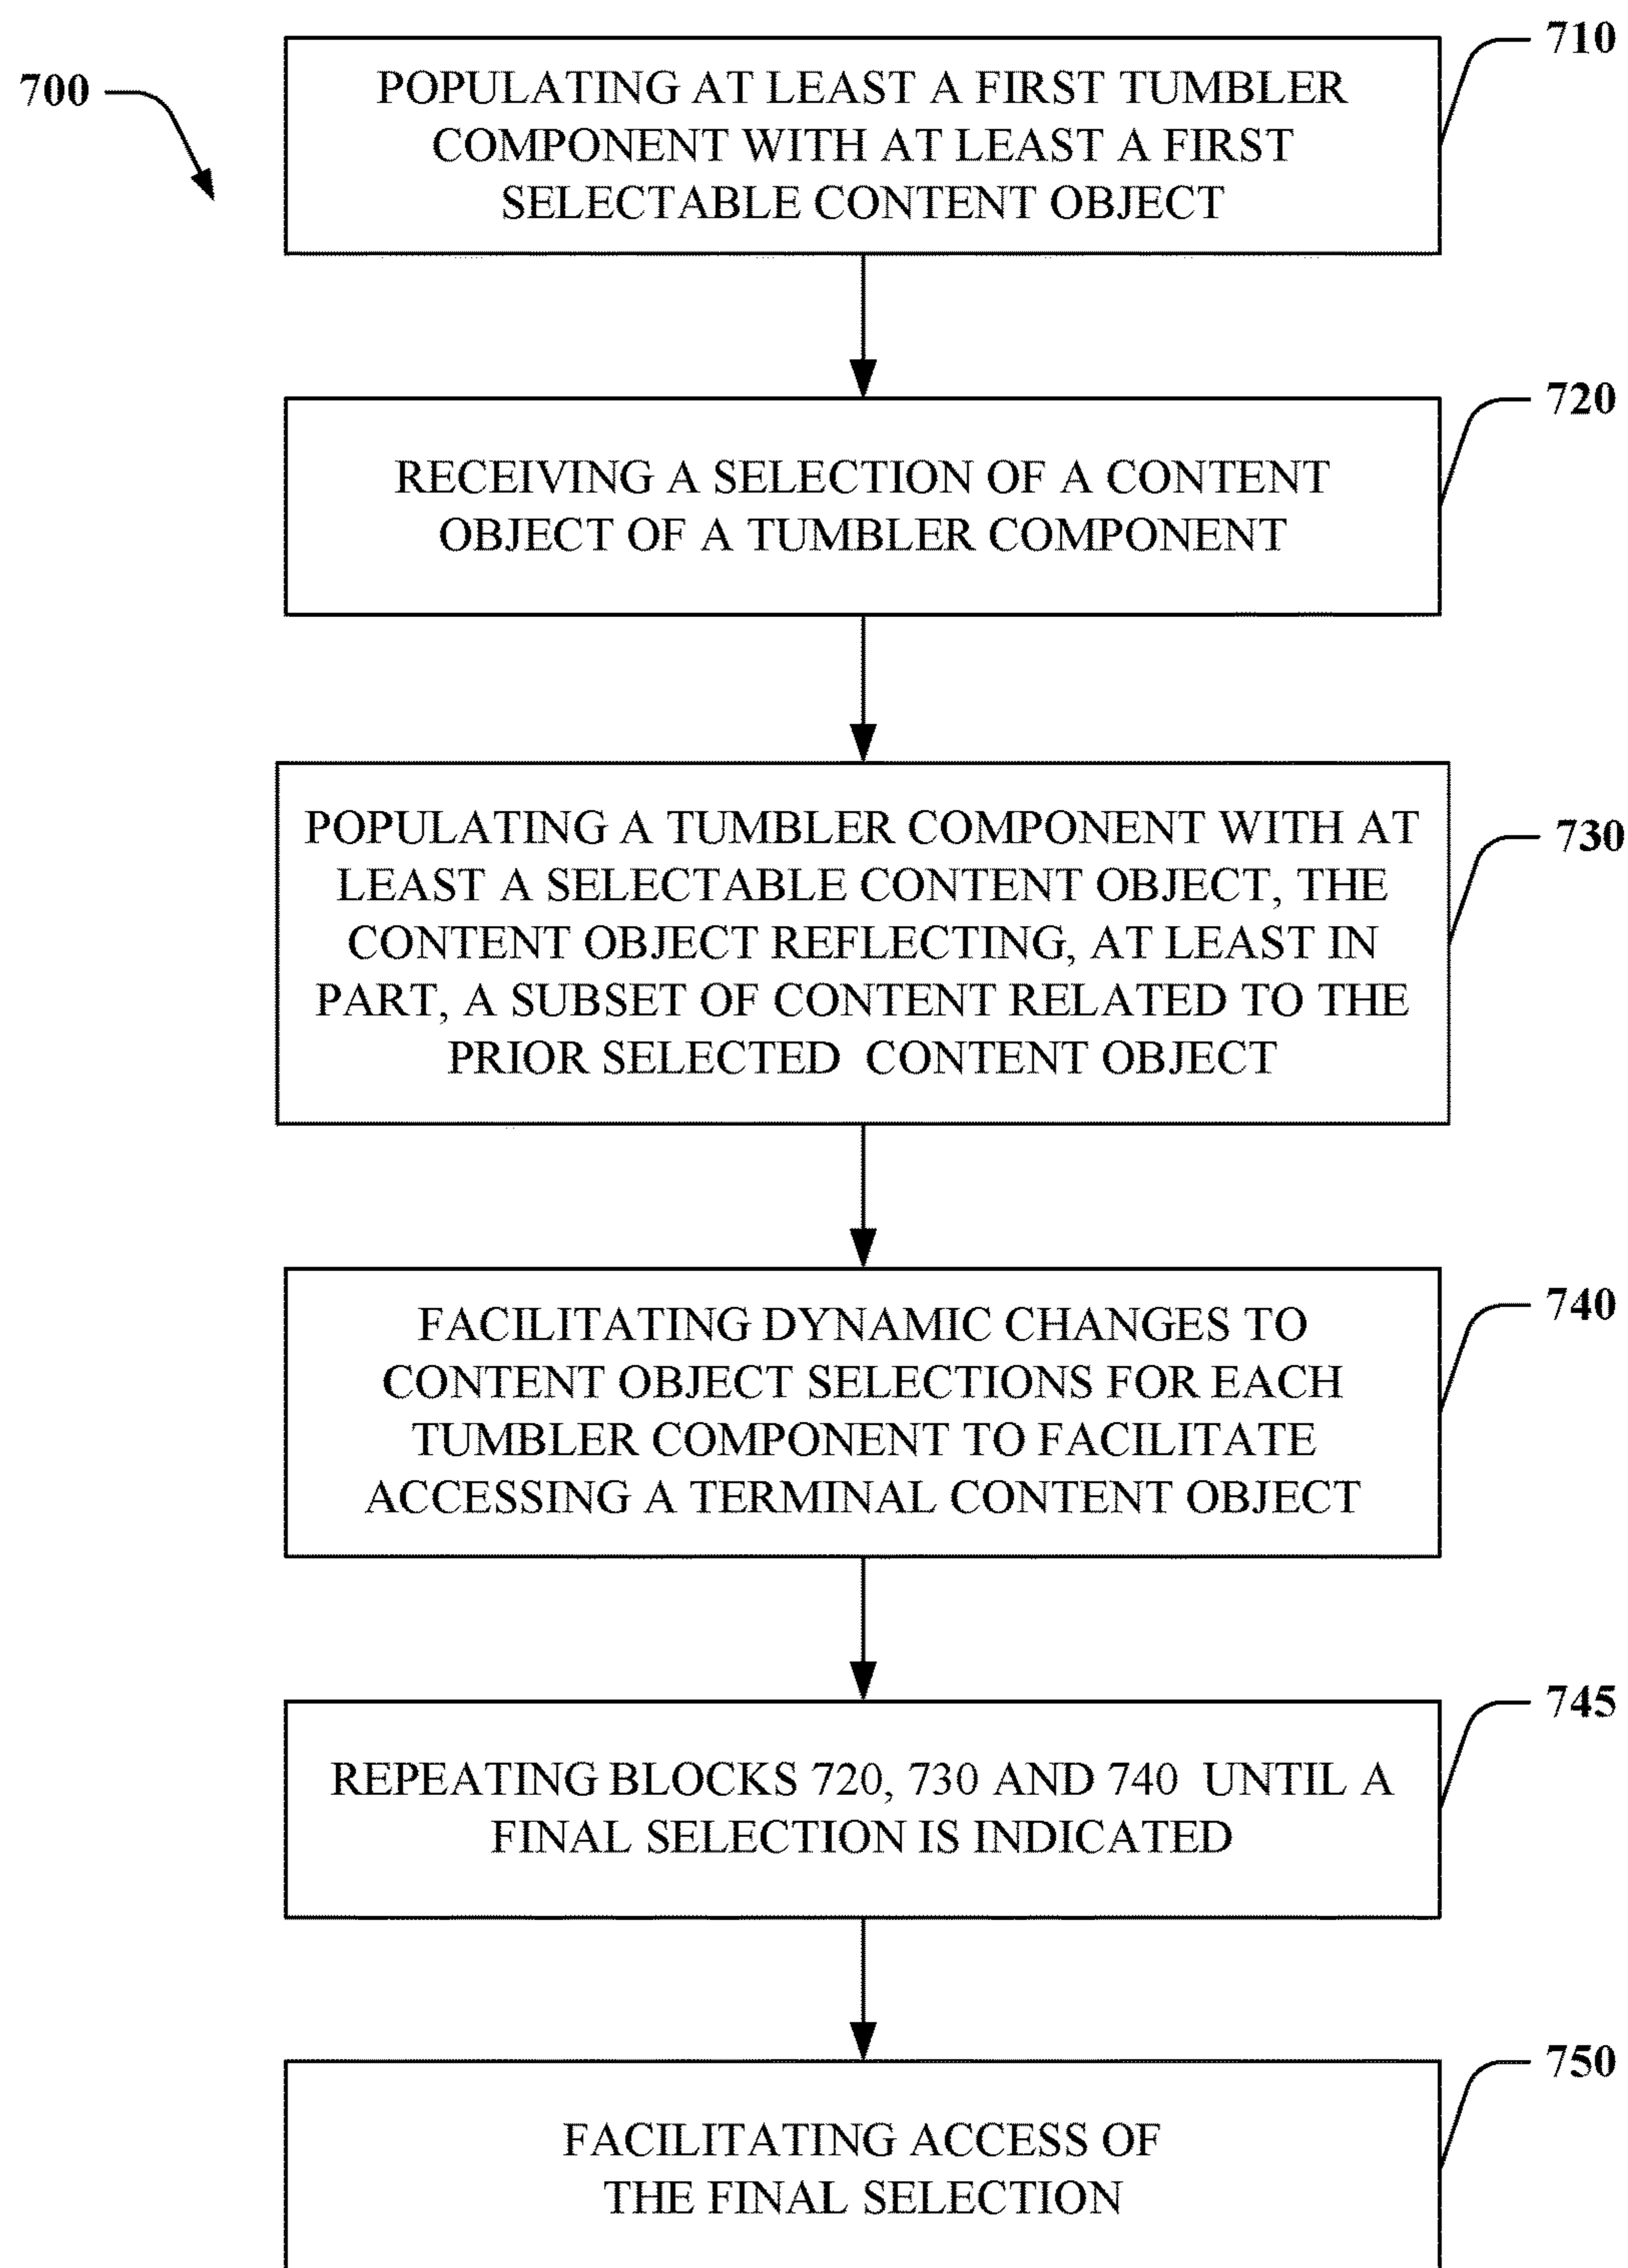 700
710
POPULATING AT LEAST A FIRST TUMBLER
COMPONENT WITH AT LEAST A FIRST
SELECTABLE CONTENT OBJECT
720
RECEIVING A SELECTION OF A CONTENT
OBJECT OF A TUMBLER COMPONENT
730
POPULATING A TUMBLER COMPONENT WITH AT
LEAST A SELECTABLE CONTENT OBJECT, THE
CONTENT OBJECT REFLECTING, AT LEAST IN
PART, A SUBSET OF CONTENT RELATED TO THE
PRIOR SELECTED CONTENT OBJECT
740
FACILITATING DYNAMIC CHANGES TO
CONTENT OBJECT SELECTIONS FOR EACH
TUMBLER COMPONENT TO FACILITATE
ACCESSING A TERMINAL CONTENT OBJECT
745
REPEATING BLOCKS 720, 730 AND 740 UNTIL A
FINAL SELECTION IS INDICATED
750
FACILITATING ACCESS OF
THE FINAL SELECTION